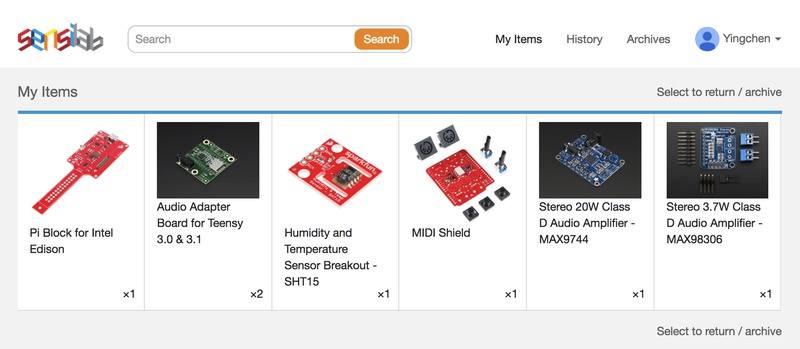 sensilab
Search
Search
My Items
History
Archives
Yingchen
My Items
Select to return / archive
sparkfun
Pi Block for Intel
Edison
×1
Audio Adapter
Board for Teensy
3.0 & 3.1
×2
Humidity and
Temperature
Sensor Breakout -
SHT15
×1
MIDI Shield
×1
Stereo 20W Class
D Audio Amplifier -
MAX9744
×1
Stereo 3.7W Class
D Audio Amplifier -
MAX98306
×1
Select to return / archive